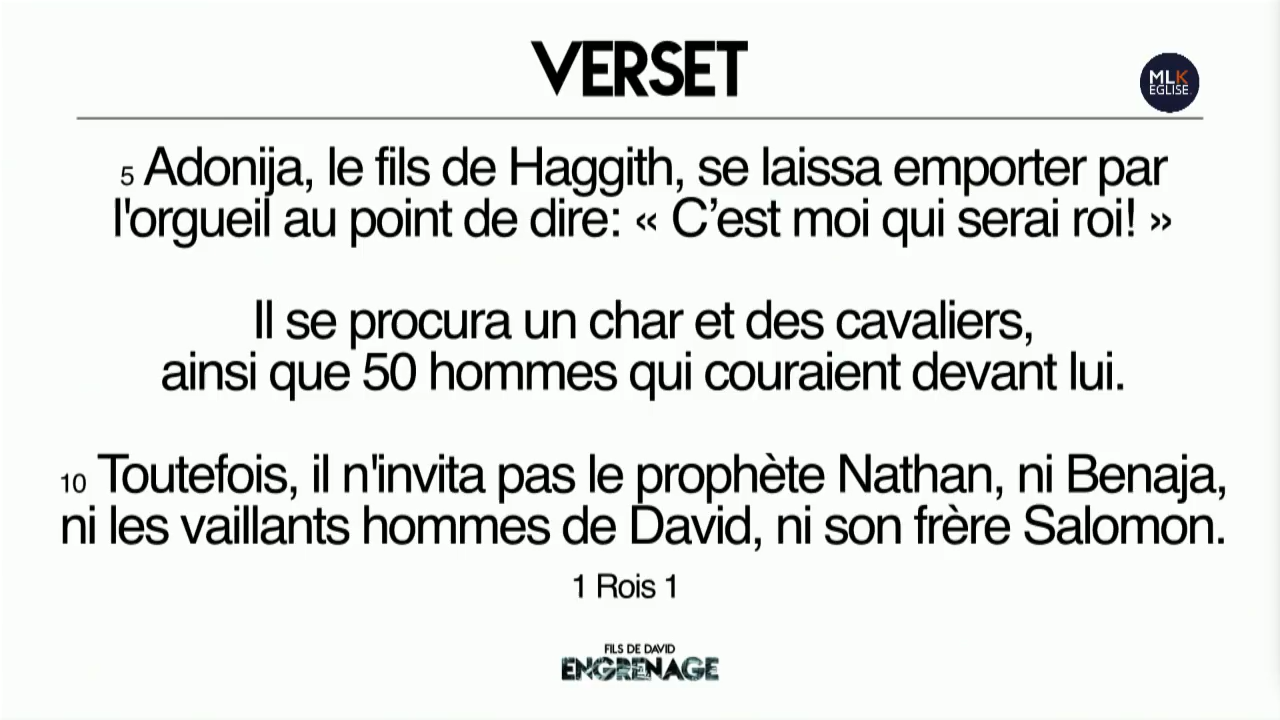 VERSET
MLK
EGLISE
5 Adonija, le fils de Haggith, se laissa emporter par
l'orgueil au point de dire: « C’est moi qui serai roi! »
Il se procura un char et des cavaliers,
ainsi que 50 hommes qui couraient devant lui.
10 Toutefois, il n'invita pas le prophète Nathan, ni Benaja,
ni les vaillants hommes de David, ni son frère Salomon.
1 Rois 1
FILS DE DAVID
ENGRENAGE